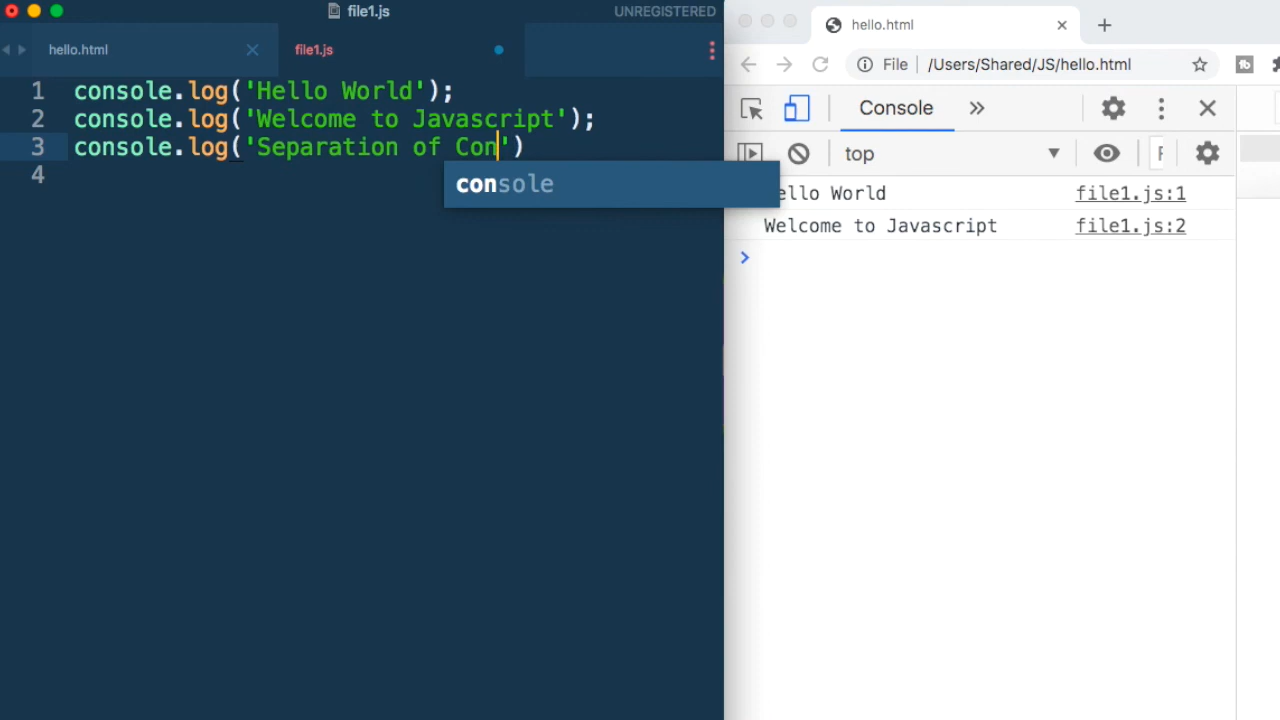 file1.js
UNREGISTERED
hello.html
file1.js
1 console.log('Hello World');
2 console.log('Welcome to Javascript');
3 console.log('Separation of Con')
4
console
hello.html
File
/Users/Shared/JS/hello.html
Console
top
ello World file1.js:1
Welcome to Javascript file1.js:2